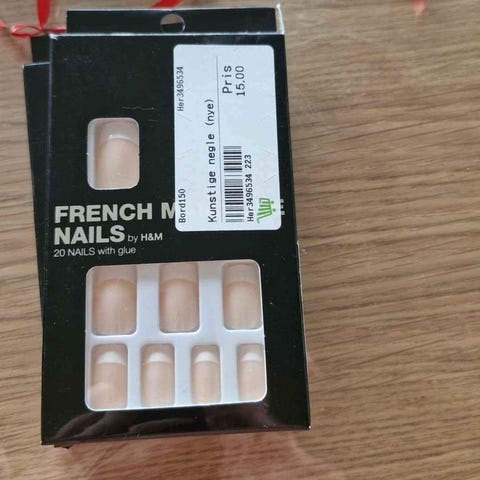 Pris
15.00
Kunstige negle (nye)
Her3496534
Bord150
Her3496534 223
FRENCH M
NAILS by H&M
20 NAILS with glue